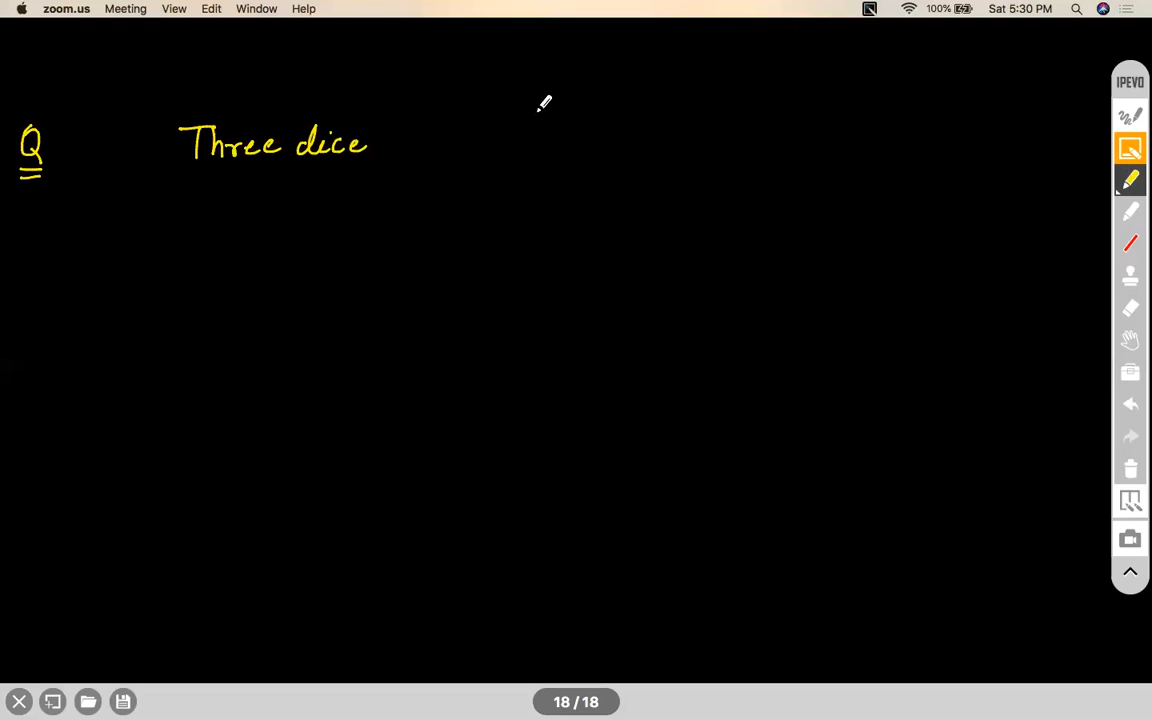 zoom.us Meeting View Edit Window Help 100% Sat 5:30 PM
IPEVO
Q Three dice
18/18